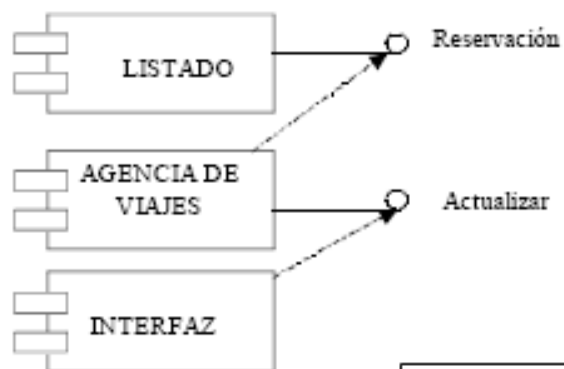 LISTADO
Reservación
AGENCIA DE
VIAJES
Actualizar
INTERFAZ